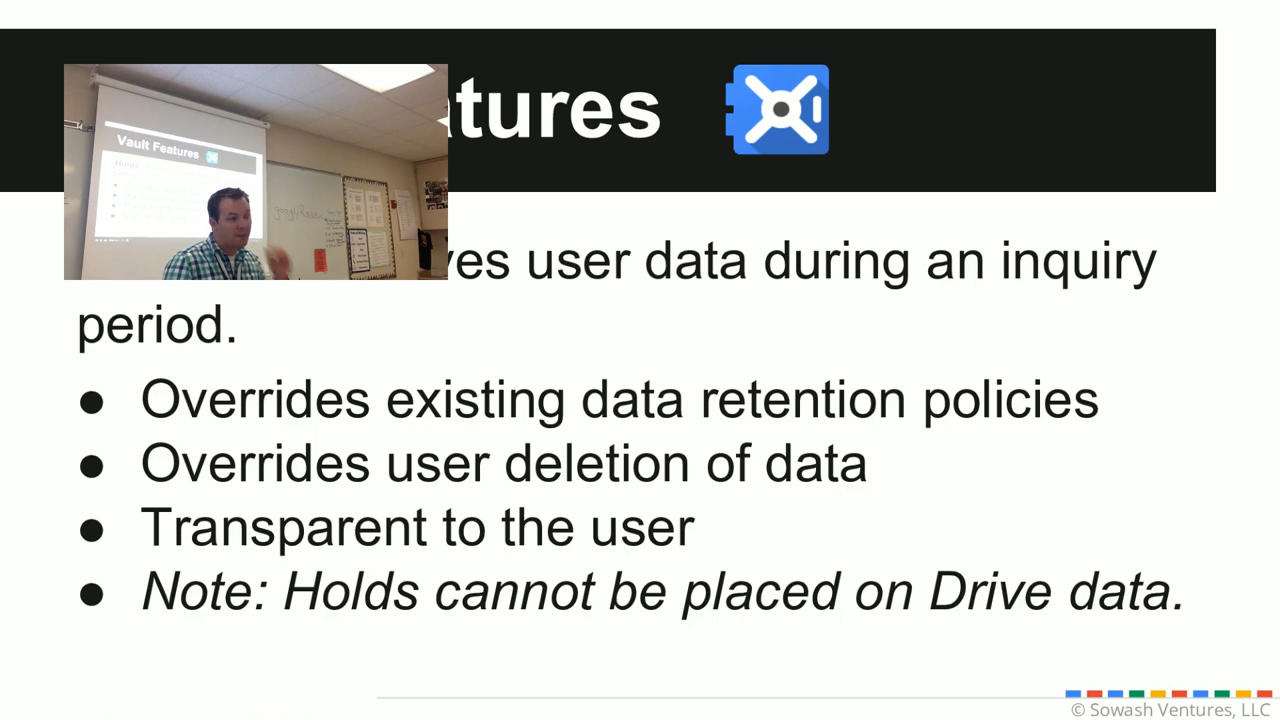 atures
Vault Features
Holds
ves user data during an inquiry
period.
● Overrides existing data retention policies
● Overrides user deletion of data
● Transparent to the user
● Note: Holds cannot be placed on Drive data.
© Sowash Ventures, LLC